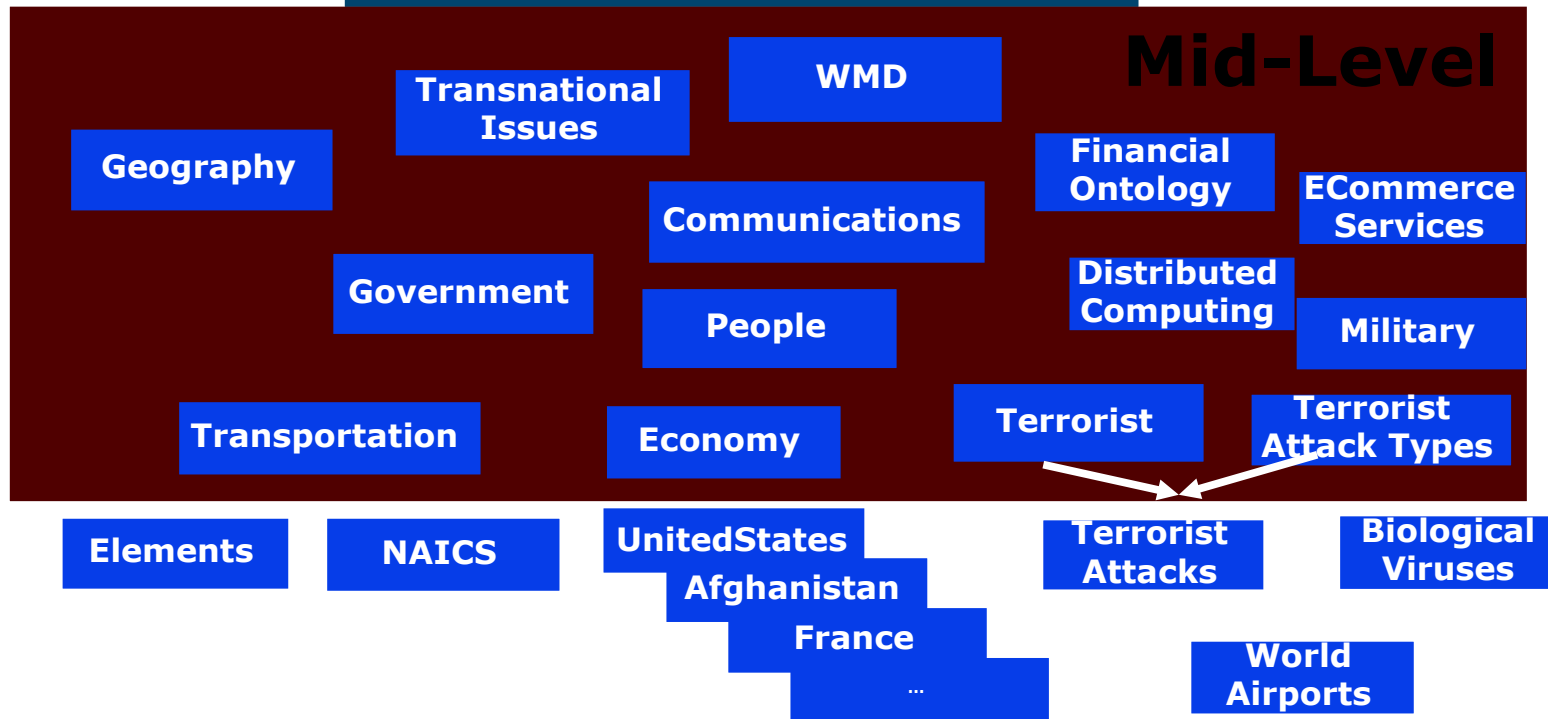 Mid-Level
WMD
Transnational
Issues
Geography
Financial
Ontology
ECommerce
Services
Communications
Government
Distributed
Computing
People
Military
Transportation
Economy
Terrorist
Terrorist
Attack Types
Elements
NAICS
UnitedStates
Afghanistan
France
...
Terrorist
Attacks
Biological
Viruses
World
Airports